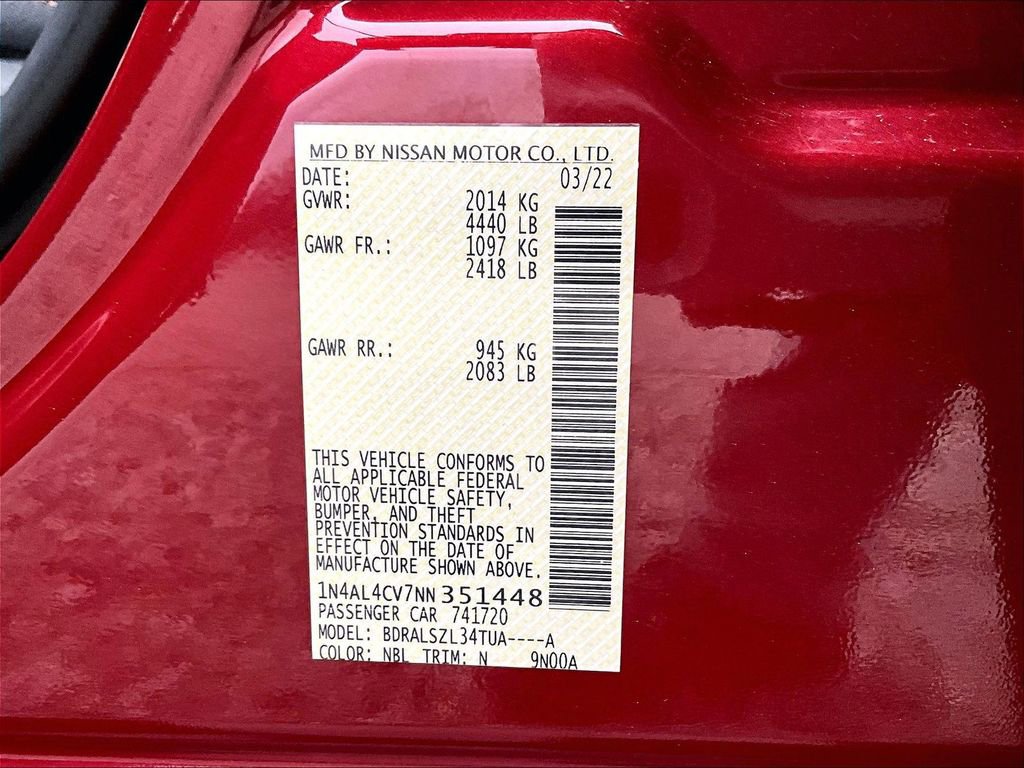 MFD BY NISSAN MOTOR CO., LTD.
DATE: 03/22
GVWR: 2014 KG
4440 LB
GAWR FR.: 1097 KG
2418 LB
GAWR RR.: 945 KG
2083 LB
THIS VEHICLE CONFORMS TO
ALL APPLICABLE FEDERAL
MOTOR VEHICLE SAFETY,
BUMPER, AND THEFT
PREVENTION STANDARDS IN
EFFECT ON THE DATE OF
MANUFACTURE SHOWN ABOVE.
1N4AL4CV7NN 351448
PASSENGER CAR 741720
MODEL: BDRALSZL34TUA----A
COLOR: NBL TRIM: N 9N00A